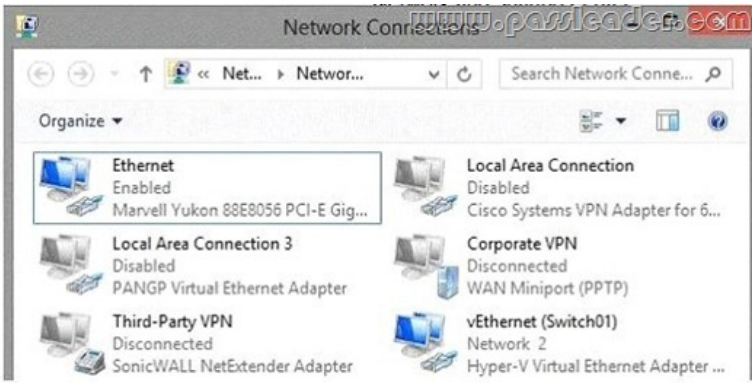 www.passleader.com
Network Connections
« Net... ▸ Networ...
Search Network Conne...
Organize
Ethernet
Enabled
Marvell Yukon 88E8056 PCI-E Gig...
Local Area Connection
Disabled
Cisco Systems VPN Adapter for 6...
Local Area Connection 3
Disabled
PANGP Virtual Ethernet Adapter
Corporate VPN
Disconnected
WAN Miniport (PPTP)
Third-Party VPN
Disconnected
SonicWALL NetExtender Adapter
vEthernet (Switch01)
Network 2
Hyper-V Virtual Ethernet Adapter ...